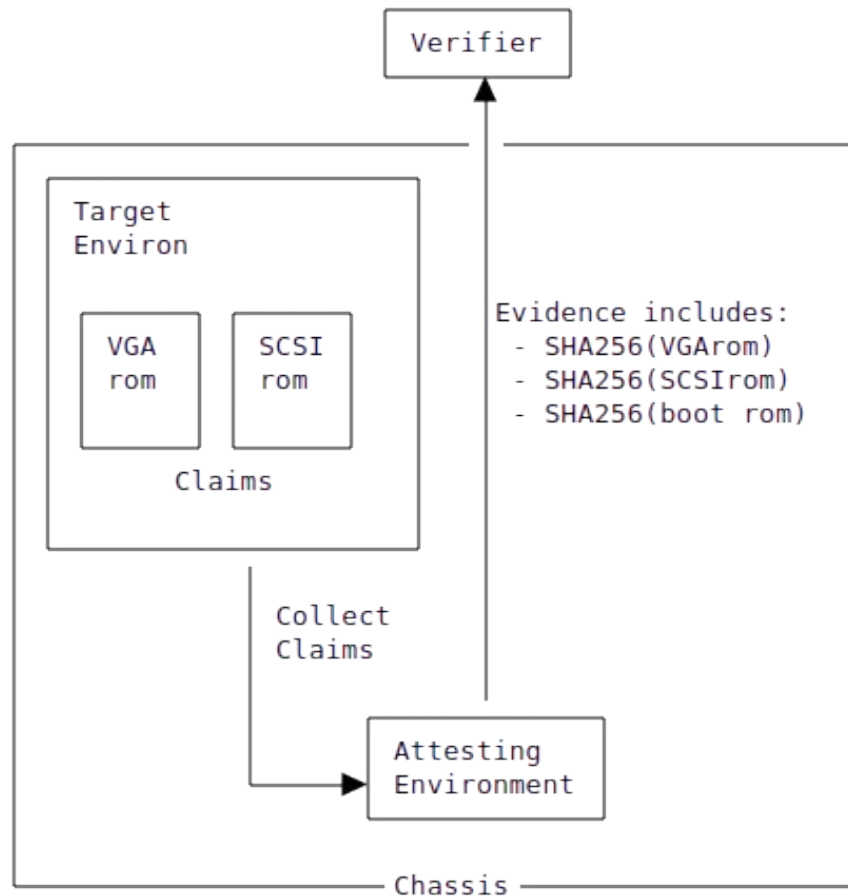 Verifier
Target
Environ
VGA
rom
SCSI
rom
Claims
Evidence includes:
- SHA256(VGArom)
- SHA256(SCSIrom)
- SHA256(boot rom)
Collect
Claims
Attesting
Environment
Chassis